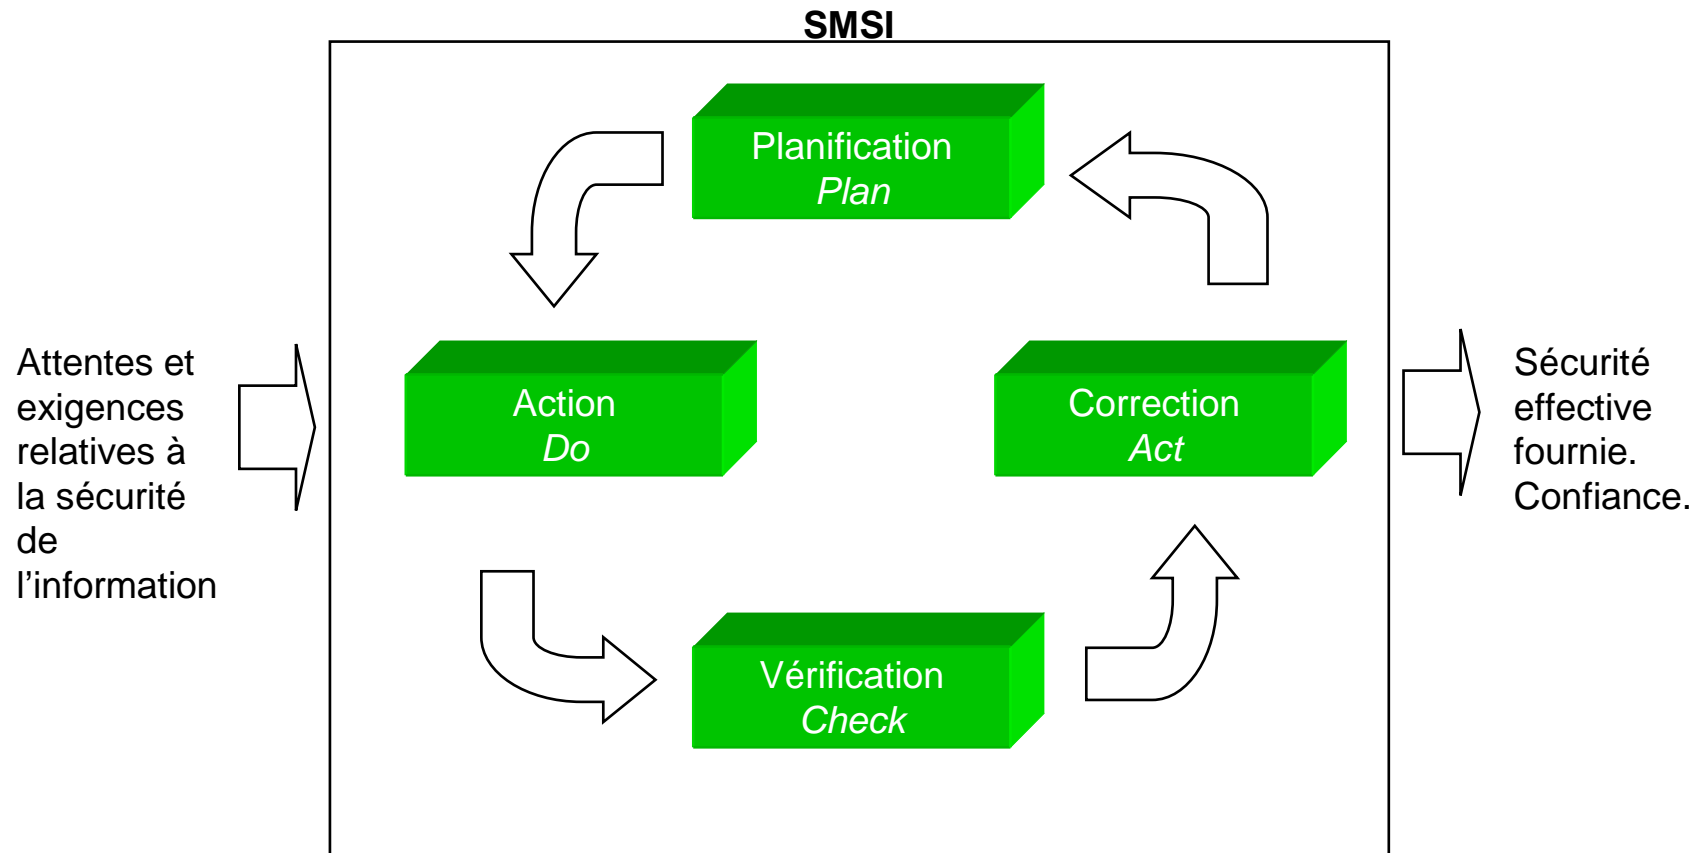 SMSI
Planification
Plan
Attentes et
exigences
relatives à
la sécurité
de
l’information
Action
Do
Correction
Act
Sécurité
effective
fournie.
Confiance.
Vérification
Check